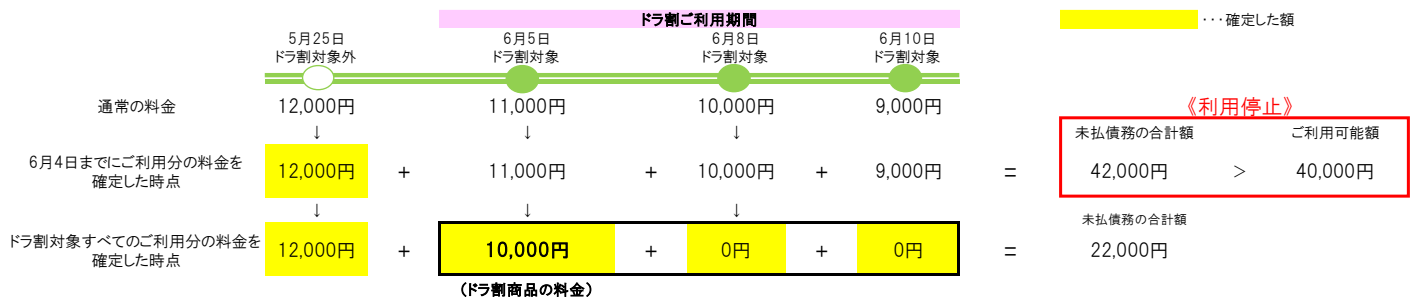 ドラ割ご利用期間
・・・確定した額
5月25日
ドラ割対象外
6月5日
ドラ割対象
6月8日
ドラ割対象
6月10日
ドラ割対象
通常の料金 12,000円 11,000円 10,000円 9,000円
《利用停止》
↓ ↓ ↓
未払債務の合計額 ご利用可能額
6月4日までにご利用分の料金を
確定した時点
12,000円 + 11,000円 + 10,000円 + 9,000円 = 42,000円 > 40,000円
↓ ↓ ↓
未払債務の合計額
ドラ割対象すべてのご利用分の料金を
確定した時点
12,000円 + 10,000円 + 0円 + 0円 = 22,000円
(ドラ割商品の料金)